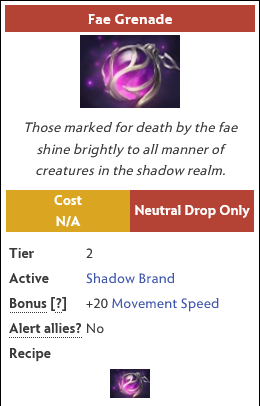 Fae Grenade
Those marked for death by the fae
shine brightly to all manner of
creatures in the shadow realm.
Cost
N/A
Neutral Drop Only
Tier 2
Active Shadow Brand
Bonus [?] +20 Movement Speed
Alert allies? No
Recipe